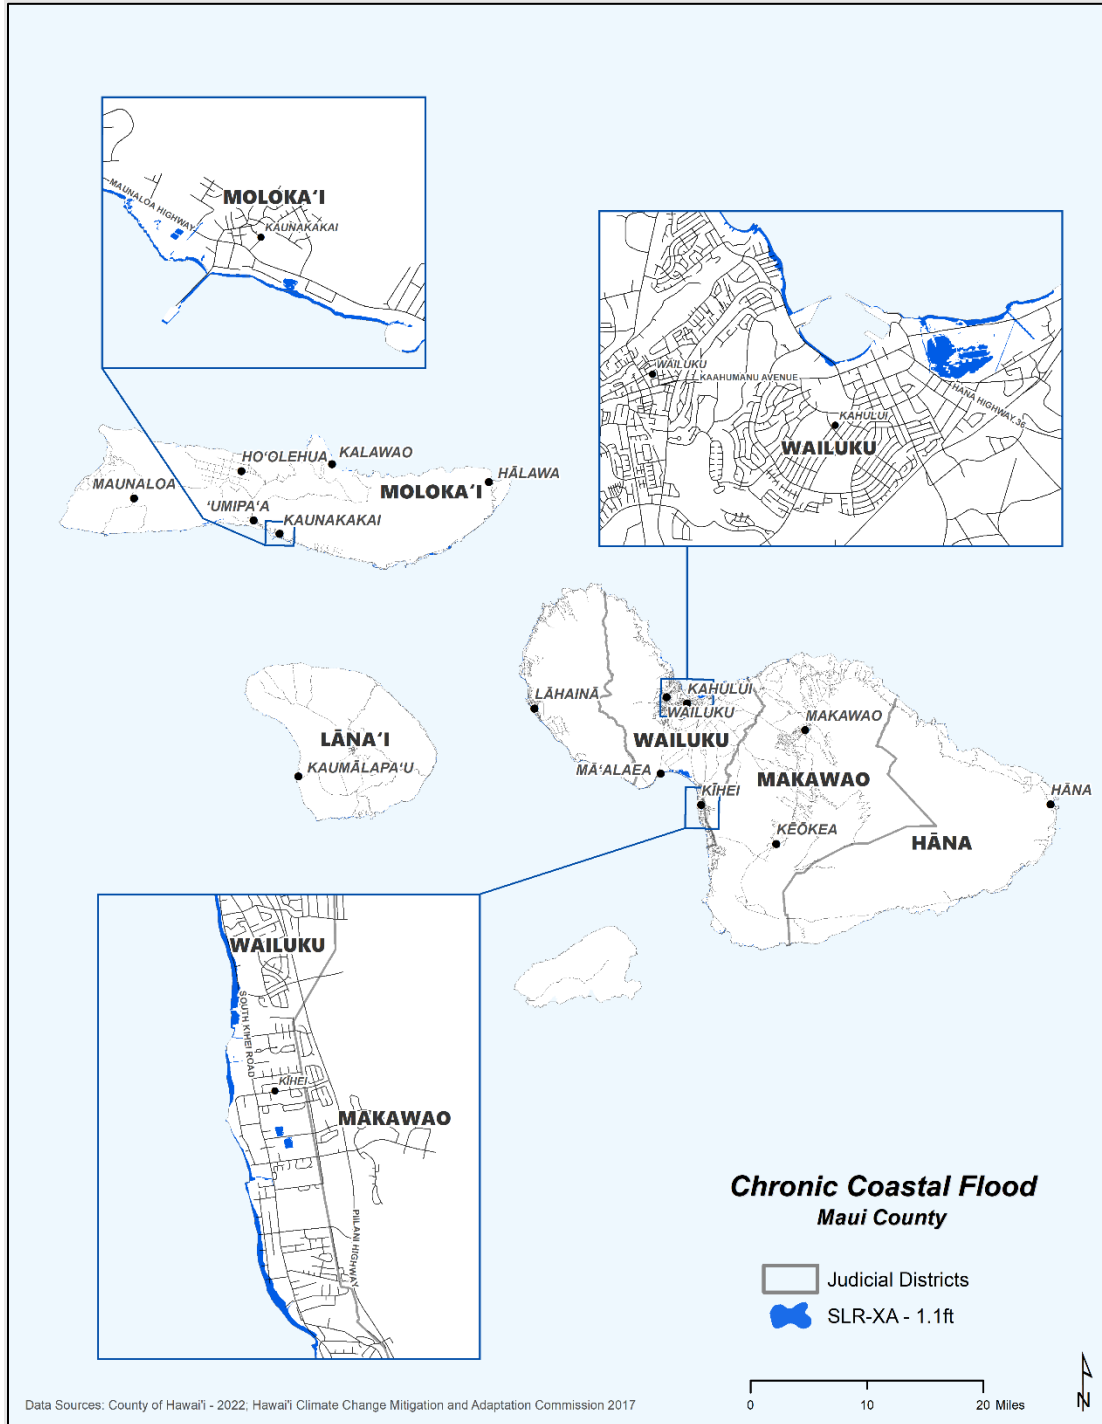 MAUNALOA HIGHWAY
MOLOKAʻI
KAUNAKAKAI
WAILUKU
KAAHUMANU AVENUE
HANA HIGHWAY 36
KAHULUI
WAILUKU
HOʻOLEHUA
KALAWAO
HĀLAWA
MAUNALOA
MOLOKAʻI
ʻUMIPAʻA
KAUNAKAKAI
LĀHAINĀ
KAHULUI
WAILUKU
MAKAWAO
WAILUKU
LĀNAʻI
KAUMĀLAPAʻU
MĀʻALAEA
MAKAWAO
KĪHEI
HĀNA
KĒŌKEA
HĀNA
WAILUKU
SOUTH KIHEI ROAD
KĪHEI
MAKAWAO
PIILANI HIGHWAY
Chronic Coastal Flood
Maui County
Judicial Districts
SLR-XA - 1.1ft
N
0 10 20 Miles
Data Sources: County of Hawaiʻi - 2022; Hawaiʻi Climate Change Mitigation and Adaptation Commission 2017